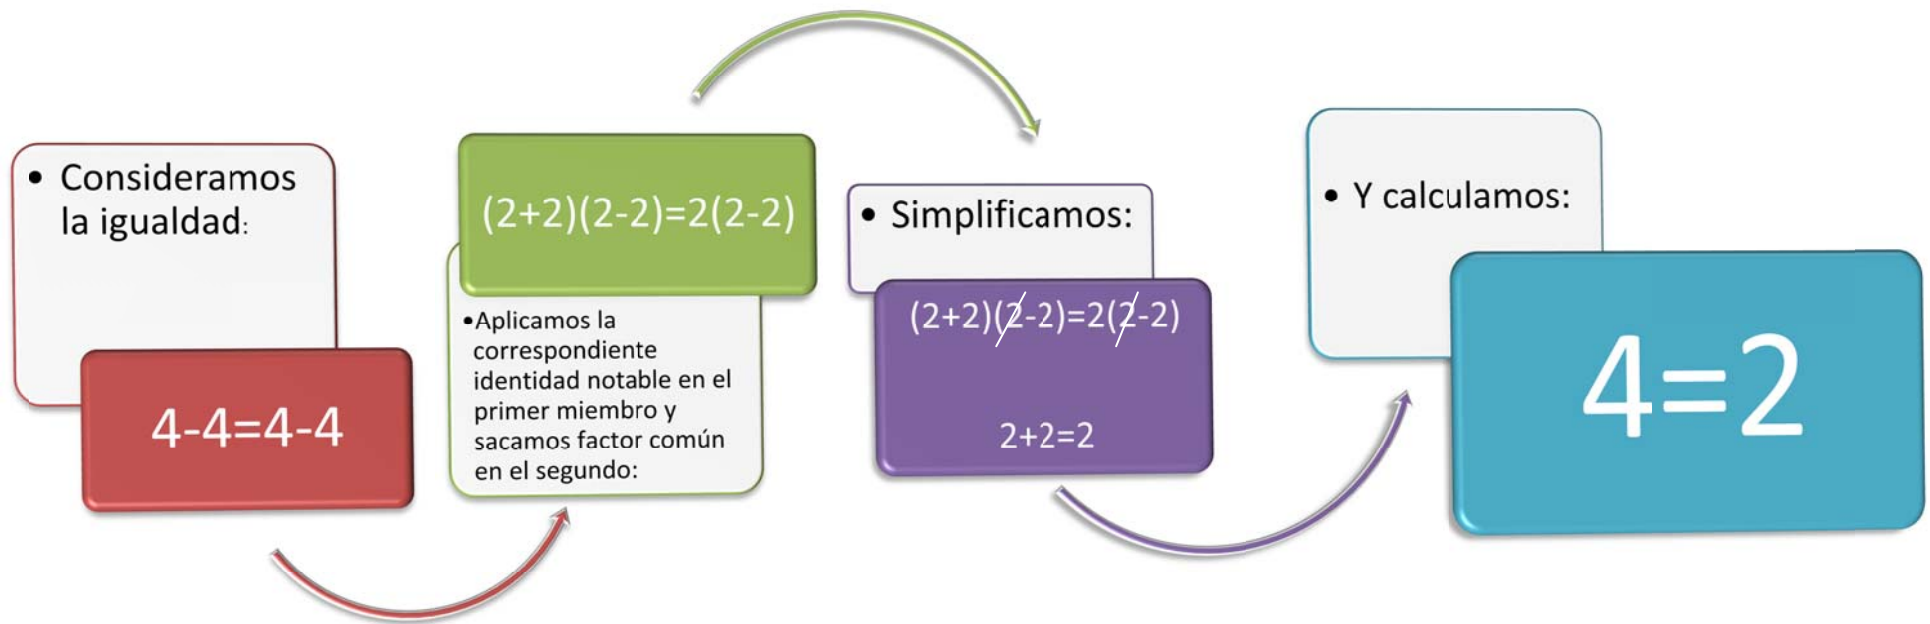 • Consideramos
la igualdad:
4-4=4-4
(2+2)(2-2)=2(2-2)
•Aplicamos la
correspondiente
identidad notable en el
primer miembro y
sacamos factor común
en el segundo:
• Simplificamos:
(2+2)(2-2)=2(2-2)
2+2=2
• Y calculamos:
4=2